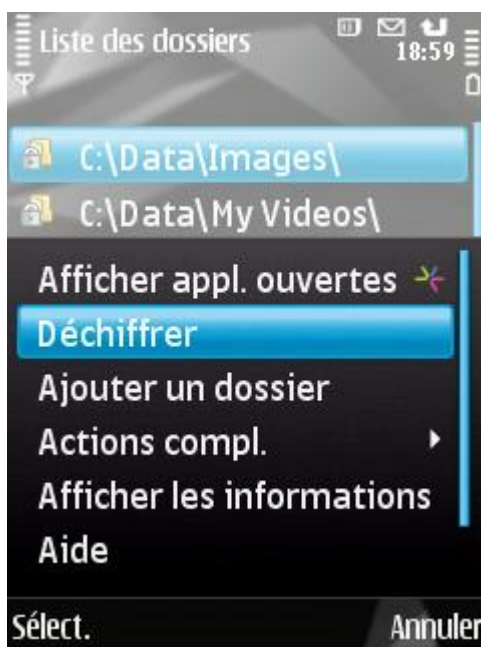 Liste des dossiers
18:59
C:\Data\Images\
C:\Data\My Videos\
Afficher appl. ouvertes
Déchiffrer
Ajouter un dossier
Actions compl.
Afficher les informations
Aide
Sélect. Annuler